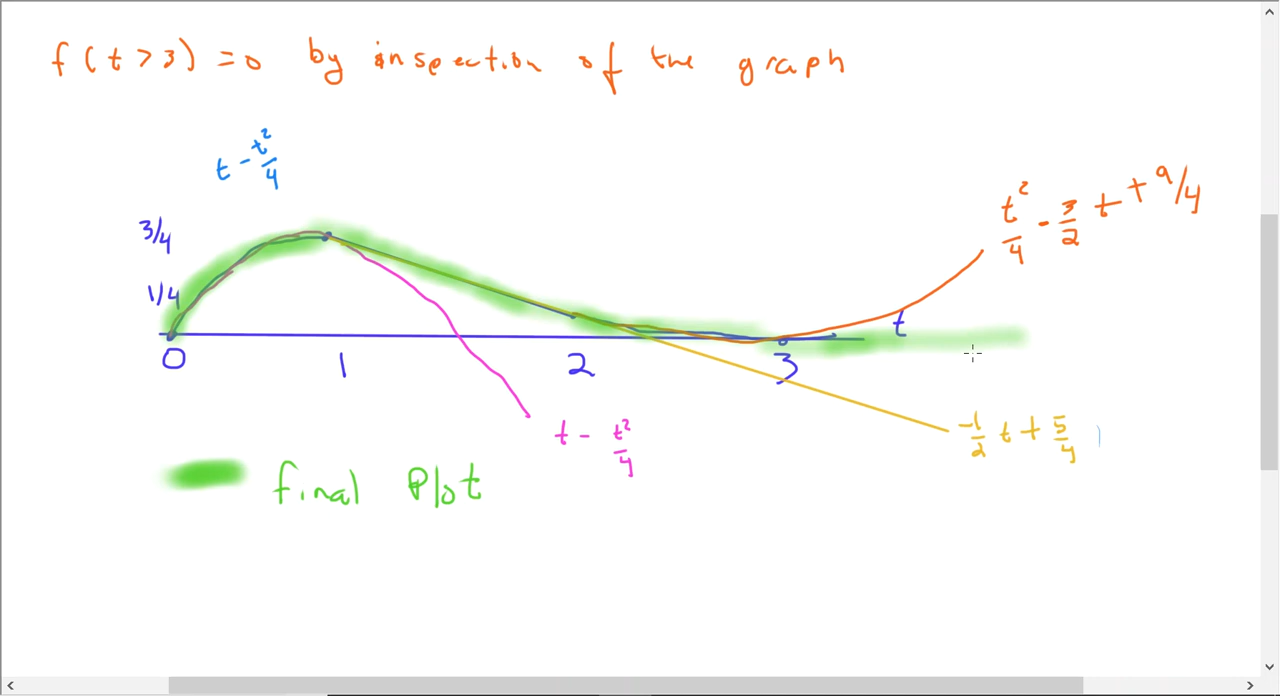 f(t>3)=0 by inspection of the graph
t - t²/4
t²/4 - 3/2 t + 9/4
3/4
1/4
t
0 1 2 3
t - t²/4
-1/2 t + 5/4
final Plot